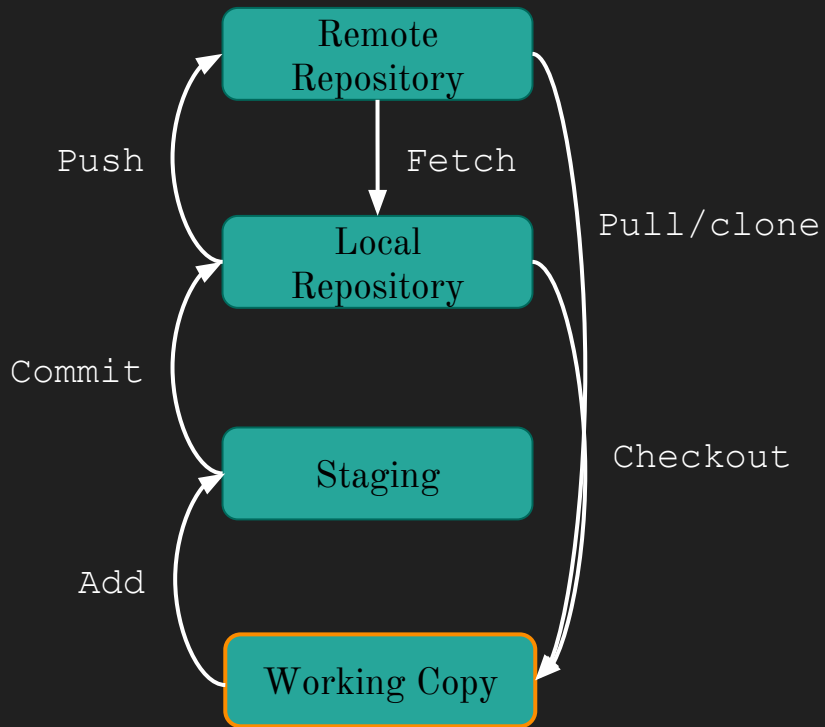 Remote
Repository
Push
Fetch
Pull/clone
Local
Repository
Commit
Checkout
Staging
Add
Working Copy